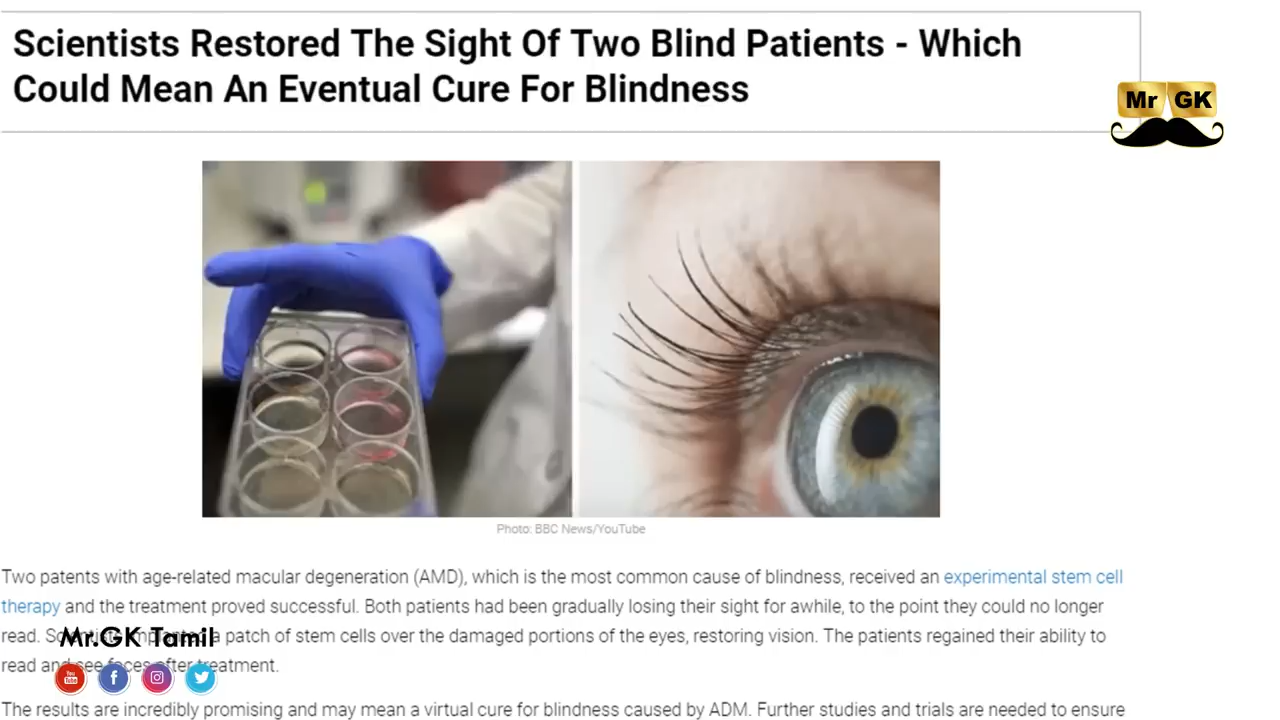 Scientists Restored The Sight Of Two Blind Patients - Which
Could Mean An Eventual Cure For Blindness
Mr GK
Photo: BBC News/YouTube
Two patents with age-related macular degeneration (AMD), which is the most common cause of blindness, received an experimental stem cell
therapy and the treatment proved successful. Both patients had been gradually losing their sight for awhile, to the point they could no longer
read. Scientists implanted a patch of stem cells over the damaged portions of the eyes, restoring vision. The patients regained their ability to
read and see faces after treatment.
Mr.GK Tamil
You Tube
The results are incredibly promising and may mean a virtual cure for blindness caused by ADM. Further studies and trials are needed to ensure